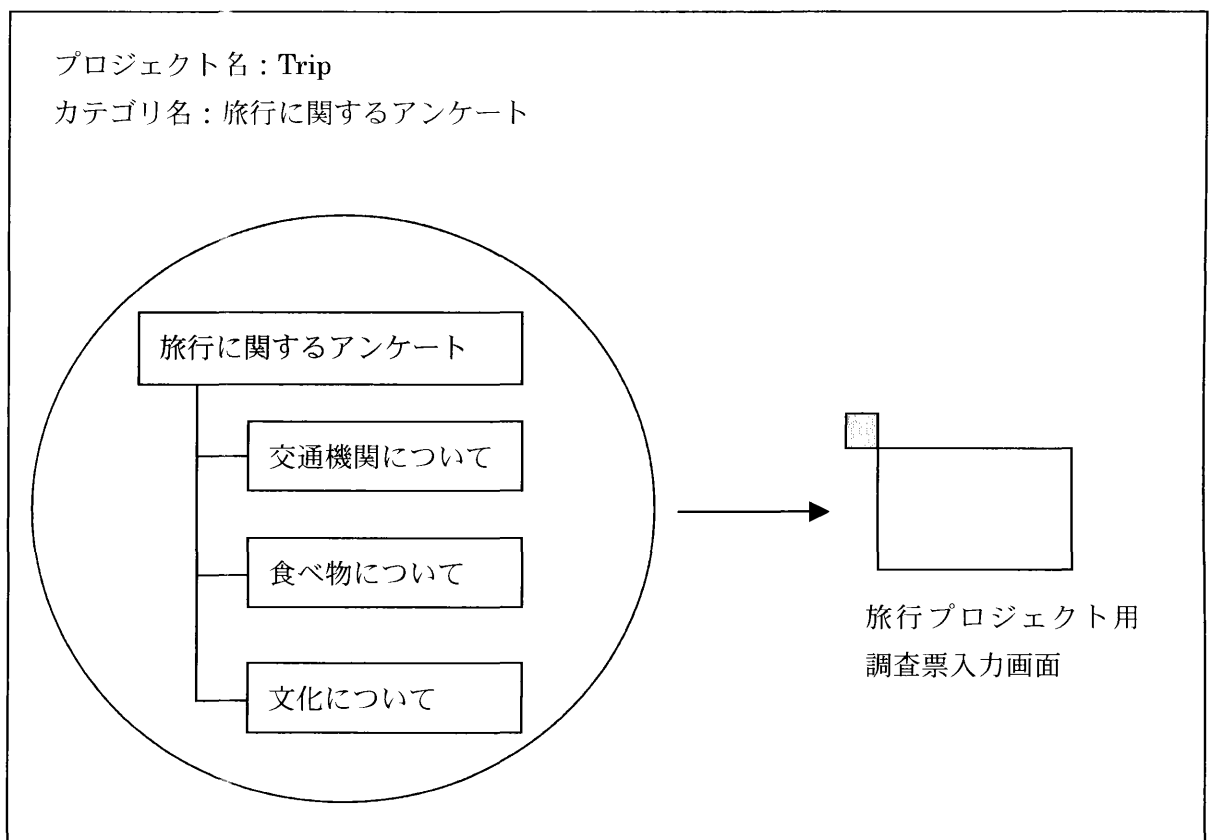 プロジェクト名：Trip
カテゴリ名：旅行に関するアンケート
旅行に関するアンケート
交通機関について
食べ物について
文化について
旅行プロジェクト用
調査票入力画面